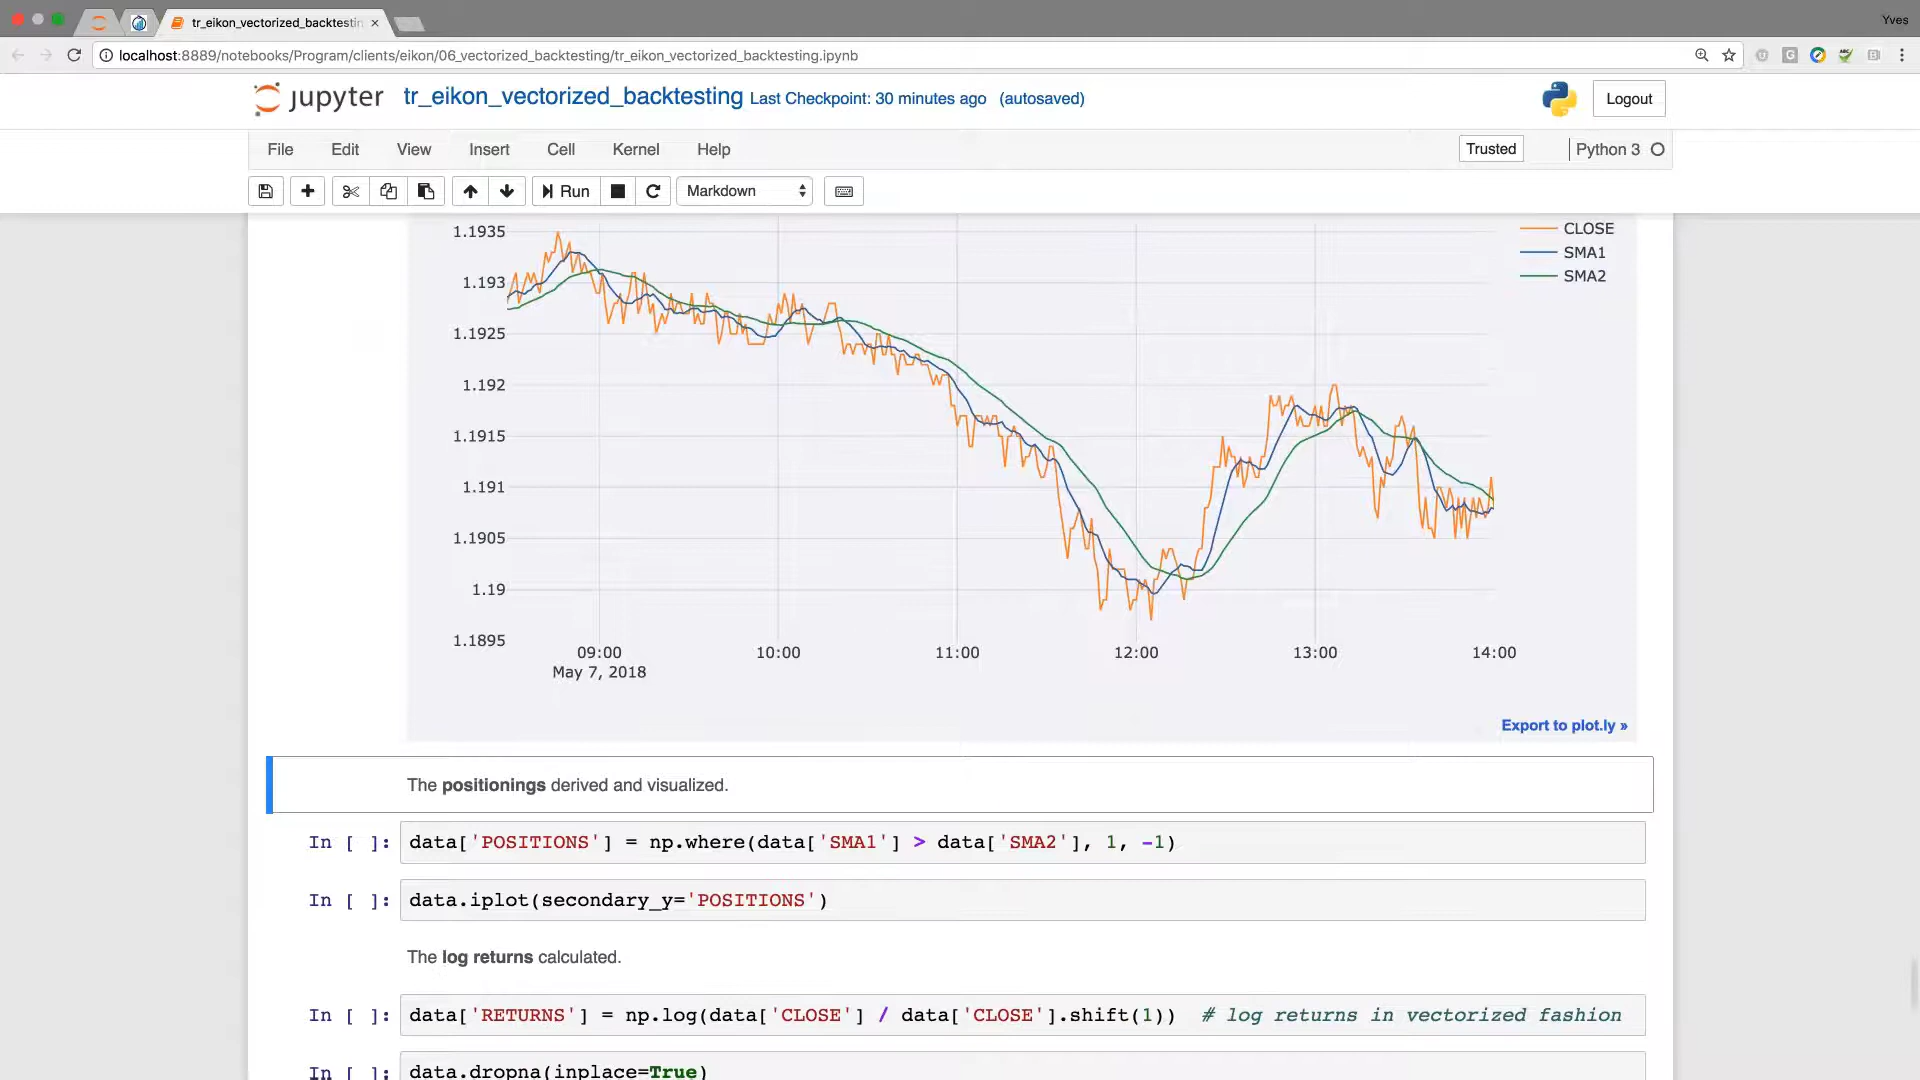 Yves
tr_eikon_vectorized_backtestin
localhost:8889/notebooks/Program/clients/eikon/06_vectorized_backtesting/tr_eikon_vectorized_backtesting.ipynb
jupyter tr_eikon_vectorized_backtesting Last Checkpoint: 30 minutes ago (autosaved)
Logout
File Edit View Insert Cell Kernel Help
Trusted Python 3
Run Markdown
1.1935
1.193
1.1925
1.192
1.1915
1.191
1.1905
1.19
1.1895
CLOSE
SMA1
SMA2
09:00 10:00 11:00 12:00 13:00 14:00
May 7, 2018
Export to plot.ly »
The positionings derived and visualized.
In [ ]: data['POSITIONS'] = np.where(data['SMA1'] > data['SMA2'], 1, -1)
In [ ]: data.iplot(secondary_y='POSITIONS')
The log returns calculated.
In [ ]: data['RETURNS'] = np.log(data['CLOSE'] / data['CLOSE'].shift(1)) # log returns in vectorized fashion
In [ ]: data.dropna(inplace=True)